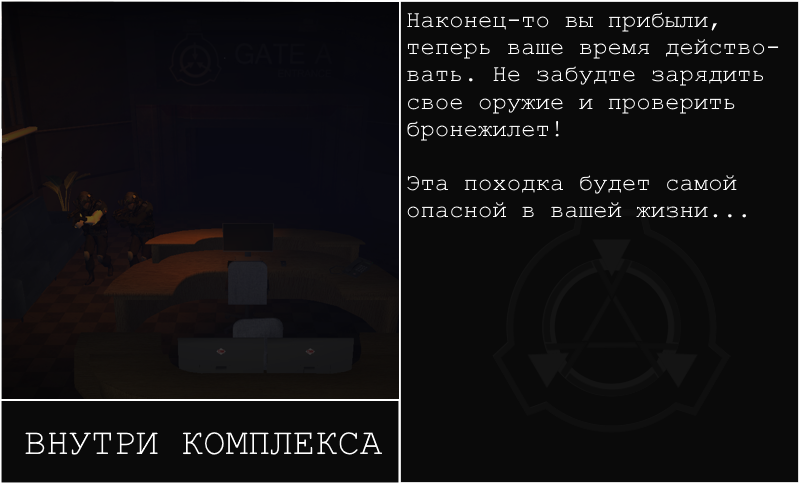 GATE A
Наконец-то вы прибыли,
теперь ваше время действо-
вать. Не забудте зарядить
свое оружие и проверить
бронежилет!
Эта походка будет самой
опасной в вашей жизни...
ВНУТРИ КОМПЛЕКСА